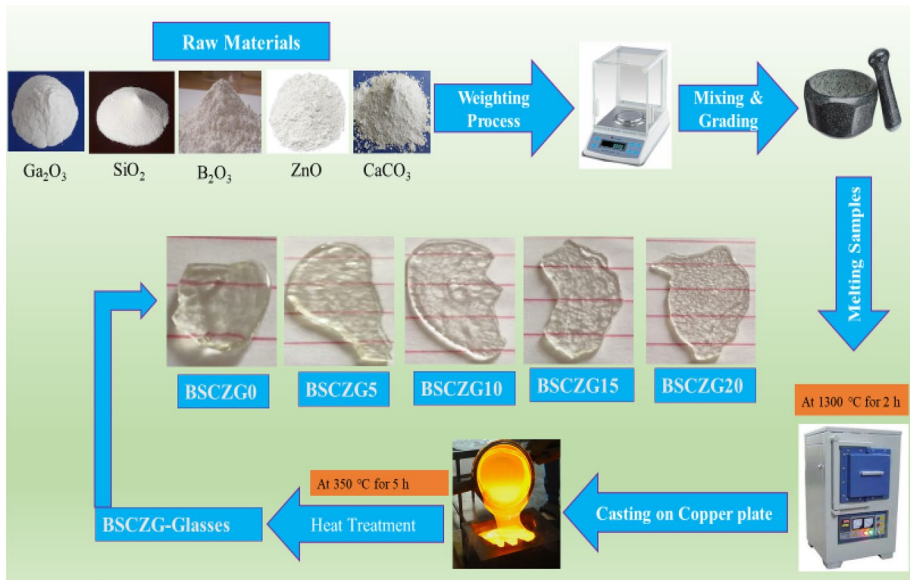 Raw Materials
Ga₂O₃
SiO₂
B₂O₃
ZnO
CaCO₃
Weighting
Process
Mixing &
Grading
Melting Samples
At 1300 °C for 2 h
Casting on Copper plate
At 350 °C for 5 h
Heat Treatment
BSCZG-Glasses
BSCZG0
BSCZG5
BSCZG10
BSCZG15
BSCZG20